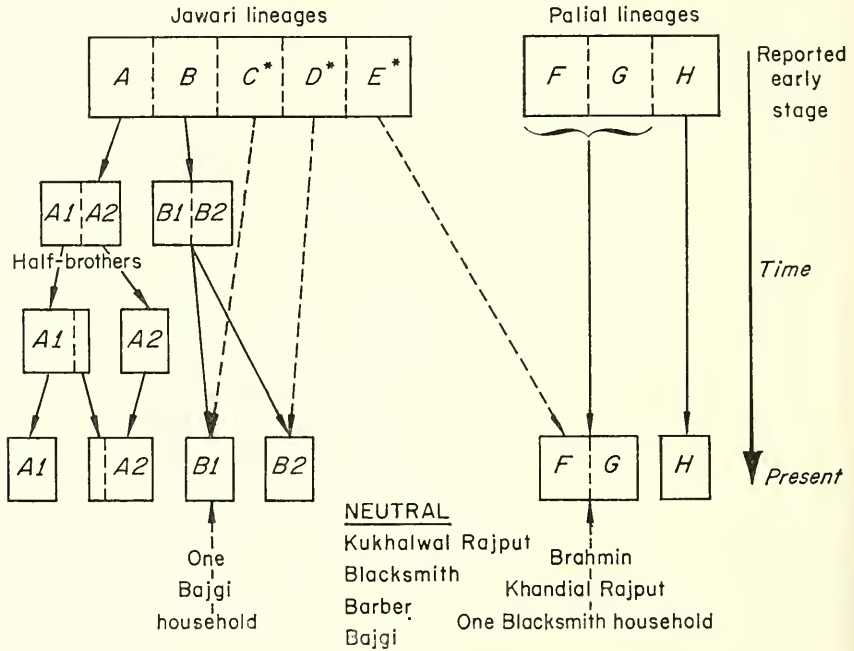 Jawari lineages
Palial lineages
A B C* D* E*
F G H
Reported
early
stage
A1 A2
B1 B2
Half-brothers
Time
A1
A2
A1
A2
B1
B2
F G
H
Present
NEUTRAL
Kukhalwal Rajput
Blacksmith
Barber
Bajgi
One
Bajgi
household
Brahmin
Khandial Rajput
One Blacksmith household